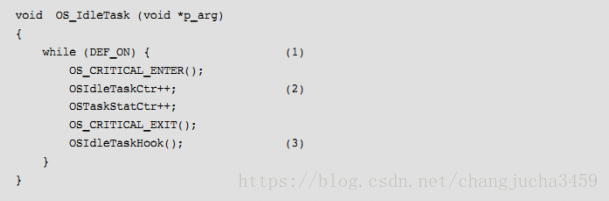 void  OS_IdleTask (void *p_arg)
{
    while (DEF_ON) {                    (1)
        OS_CRITICAL_ENTER();
        OSIdleTaskCtr++;                (2)
        OSTaskStatCtr++;
        OS_CRITICAL_EXIT();
        OSIdleTaskHook();               (3)
    }
}
https://blog.csdn.net/changjucha3459